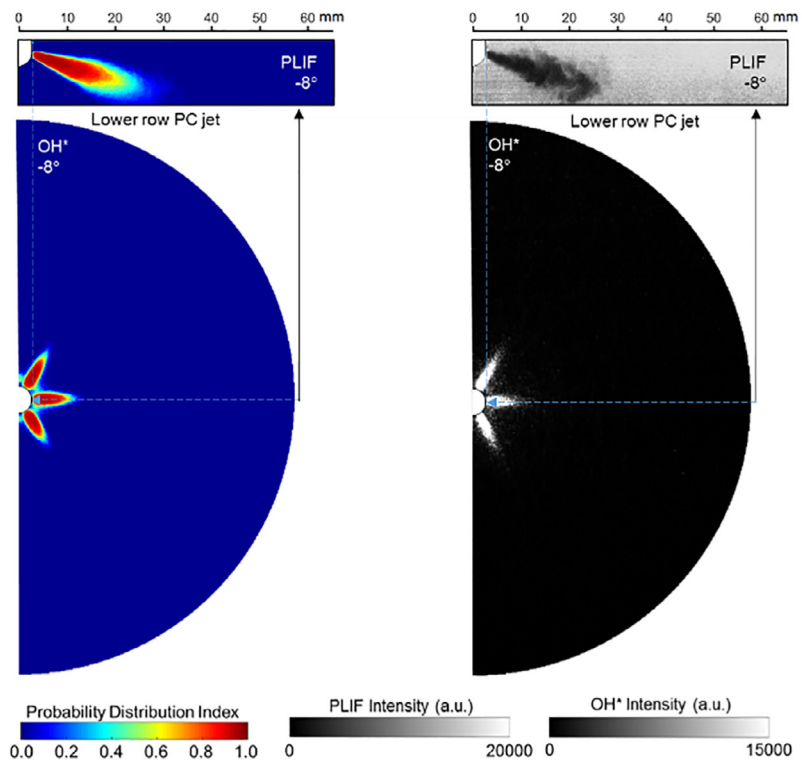 0 10 20 30 40 50 60 mm
0 10 20 30 40 50 60 mm
PLIF
-8°
PLIF
-8°
Lower row PC jet
Lower row PC jet
OH*
-8°
OH*
-8°
Probability Distribution Index
0.0 0.2 0.4 0.6 0.8 1.0
PLIF Intensity (a.u.)
0 20000
OH* Intensity (a.u.)
0 15000